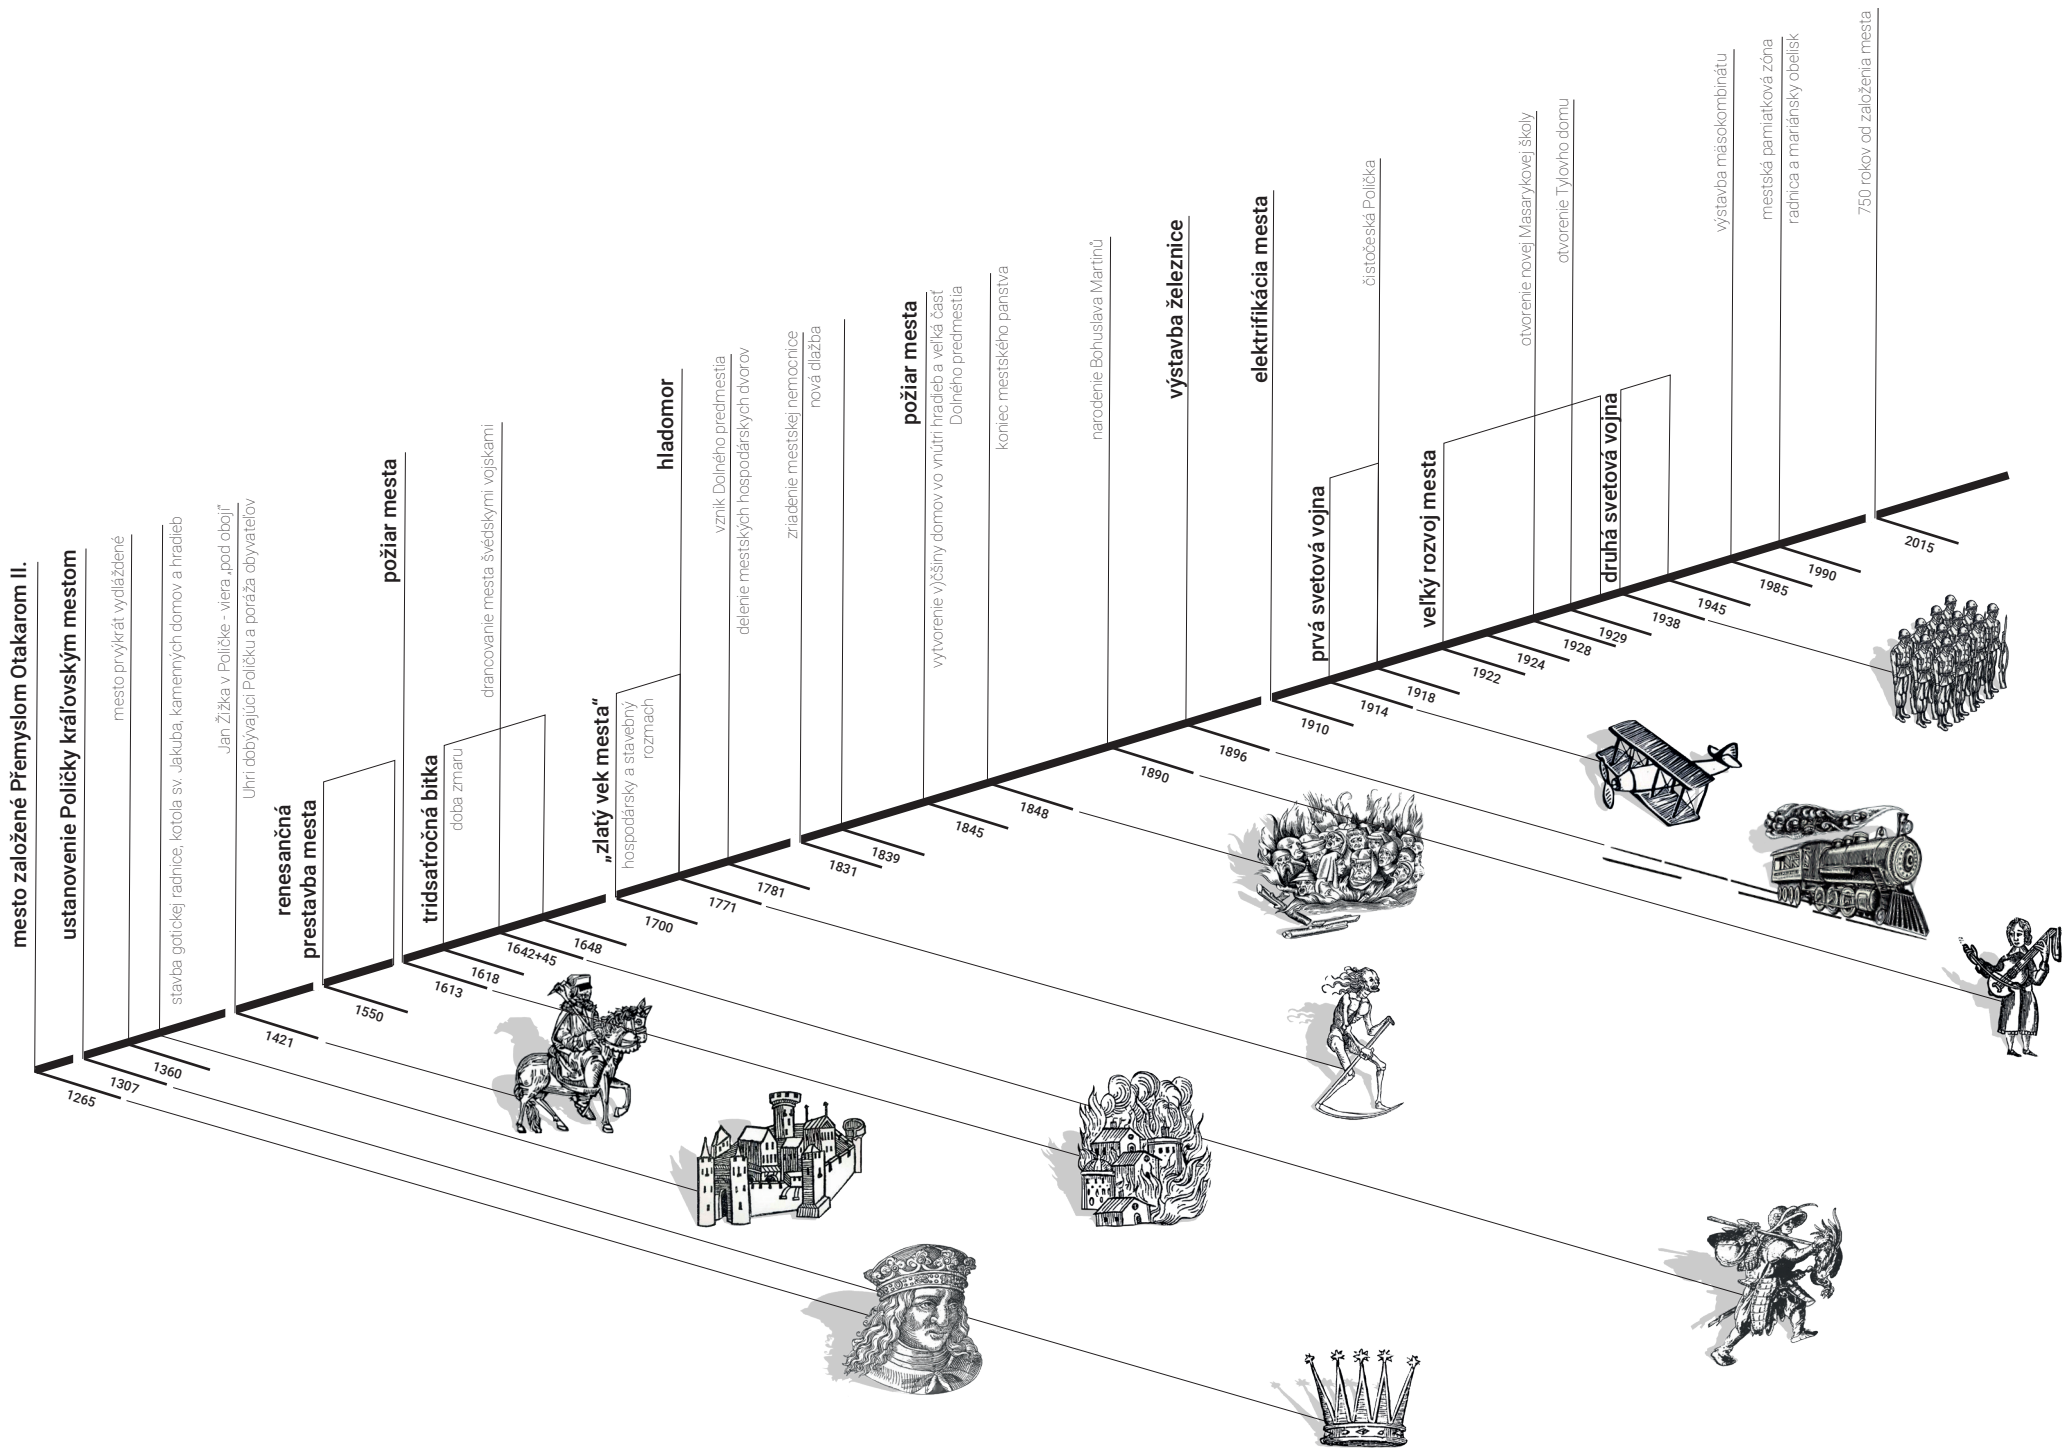 mesto založené Přemyslom Otakarom II.
ustanovenie Poličky kráľovským mestom
mesto prvýkrát vydláždené
stavba gotickej radnice, kotola sv. Jakuba, kamenných domov a hradieb
Jan Žižka v Poličke - viera „pod obojí“
Uhri dobývajúci Poličku a poráža obyvateľov
renesančná
prestavba mesta
požiar mesta
tridsaťročná bitka
doba zmaru
drancovanie mesta švédskymi vojskami
„zlatý vek mesta“
hospodársky a stavebný
rozmach
hladomor
vznik Dolného predmestia
delenie mestských hospodárskych dvorov
zriadenie mestskej nemocnice
nová dlažba
požiar mesta
vytvorenie v)čšiny domov vo vnútri hradieb a veľká časť
Dolného predmestia
koniec mestského panstva
narodenie Bohuslava Martinů
výstavba železnice
elektrifikácia mesta
prvá svetová vojna
čistočeská Polička
veľký rozvoj mesta
otvorenie novej Masarykovej školy
otvorenie Tylovho domu
druhá svetová vojna
výstavba mäsokombinátu
mestská pamiatková zóna
radnica a mariánsky obelisk
750 rokov od založenia mesta
1265
1307
1360
1421
1550
1613
1618
1642+45
1648
1700
1771
1781
1831
1839
1845
1848
1890
1896
1910
1914
1918
1922
1924
1928
1929
1938
1945
1985
1990
2015